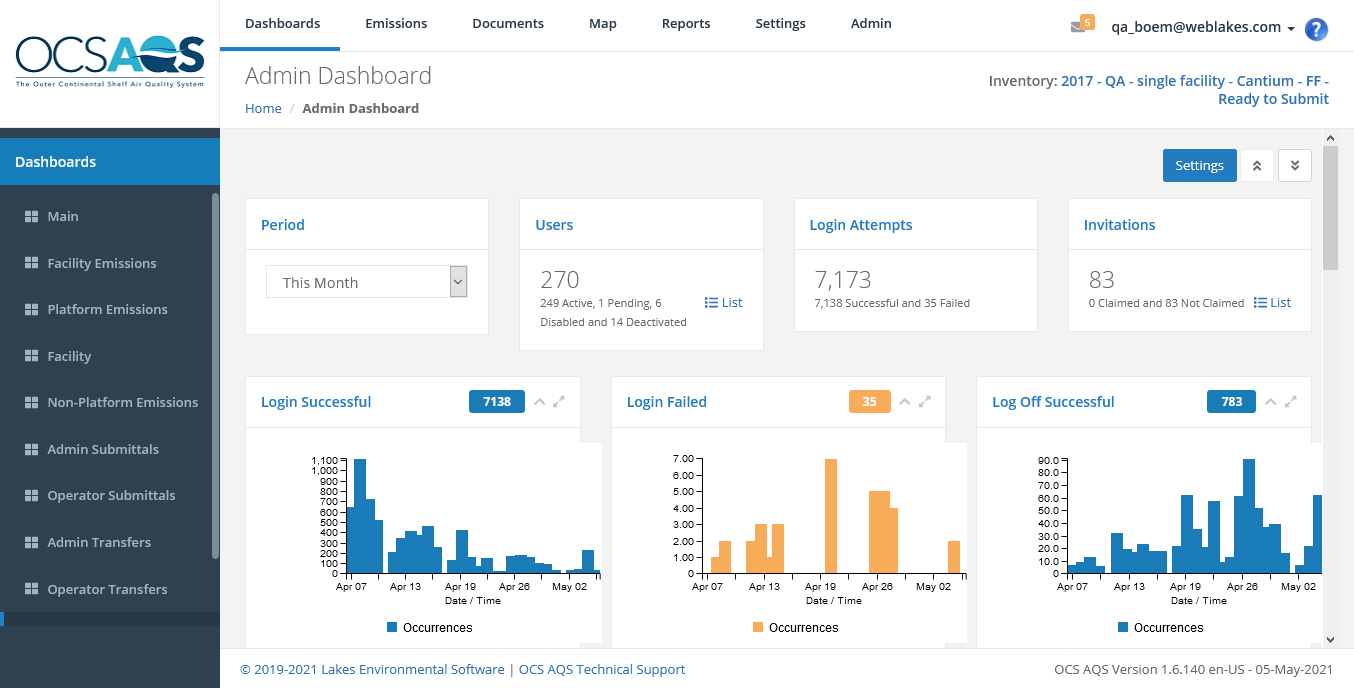 OCSAQS
The Outer Continental Shelf Air Quality System
Dashboards Emissions Documents Map Reports Settings Admin
5 qa_boem@weblakes.com ?
Admin Dashboard
Home / Admin Dashboard
Inventory: 2017 - QA - single facility - Cantium - FF -
Ready to Submit
Dashboards
Main
Facility Emissions
Platform Emissions
Facility
Non-Platform Emissions
Admin Submittals
Operator Submittals
Admin Transfers
Operator Transfers
Settings
Period
This Month
Users
270
249 Active, 1 Pending, 6
Disabled and 14 Deactivated
List
Login Attempts
7,173
7,138 Successful and 35 Failed
Invitations
83
0 Claimed and 83 Not Claimed
List
Login Successful 7138
1,100
1,000
900
800
700
600
500
400
300
200
100
0
Apr 07 Apr 13 Apr 19 Apr 26 May 02
Date / Time
Occurrences
Login Failed 35
7.00
6.00
5.00
4.00
3.00
2.00
1.00
0
Apr 07 Apr 13 Apr 19 Apr 26 May 02
Date / Time
Occurrences
Log Off Successful 783
90.0
80.0
70.0
60.0
50.0
40.0
30.0
20.0
10.0
0
Apr 07 Apr 13 Apr 19 Apr 26 May 02
Date / Time
Occurrences
© 2019-2021 Lakes Environmental Software | OCS AQS Technical Support
OCS AQS Version 1.6.140 en-US - 05-May-2021